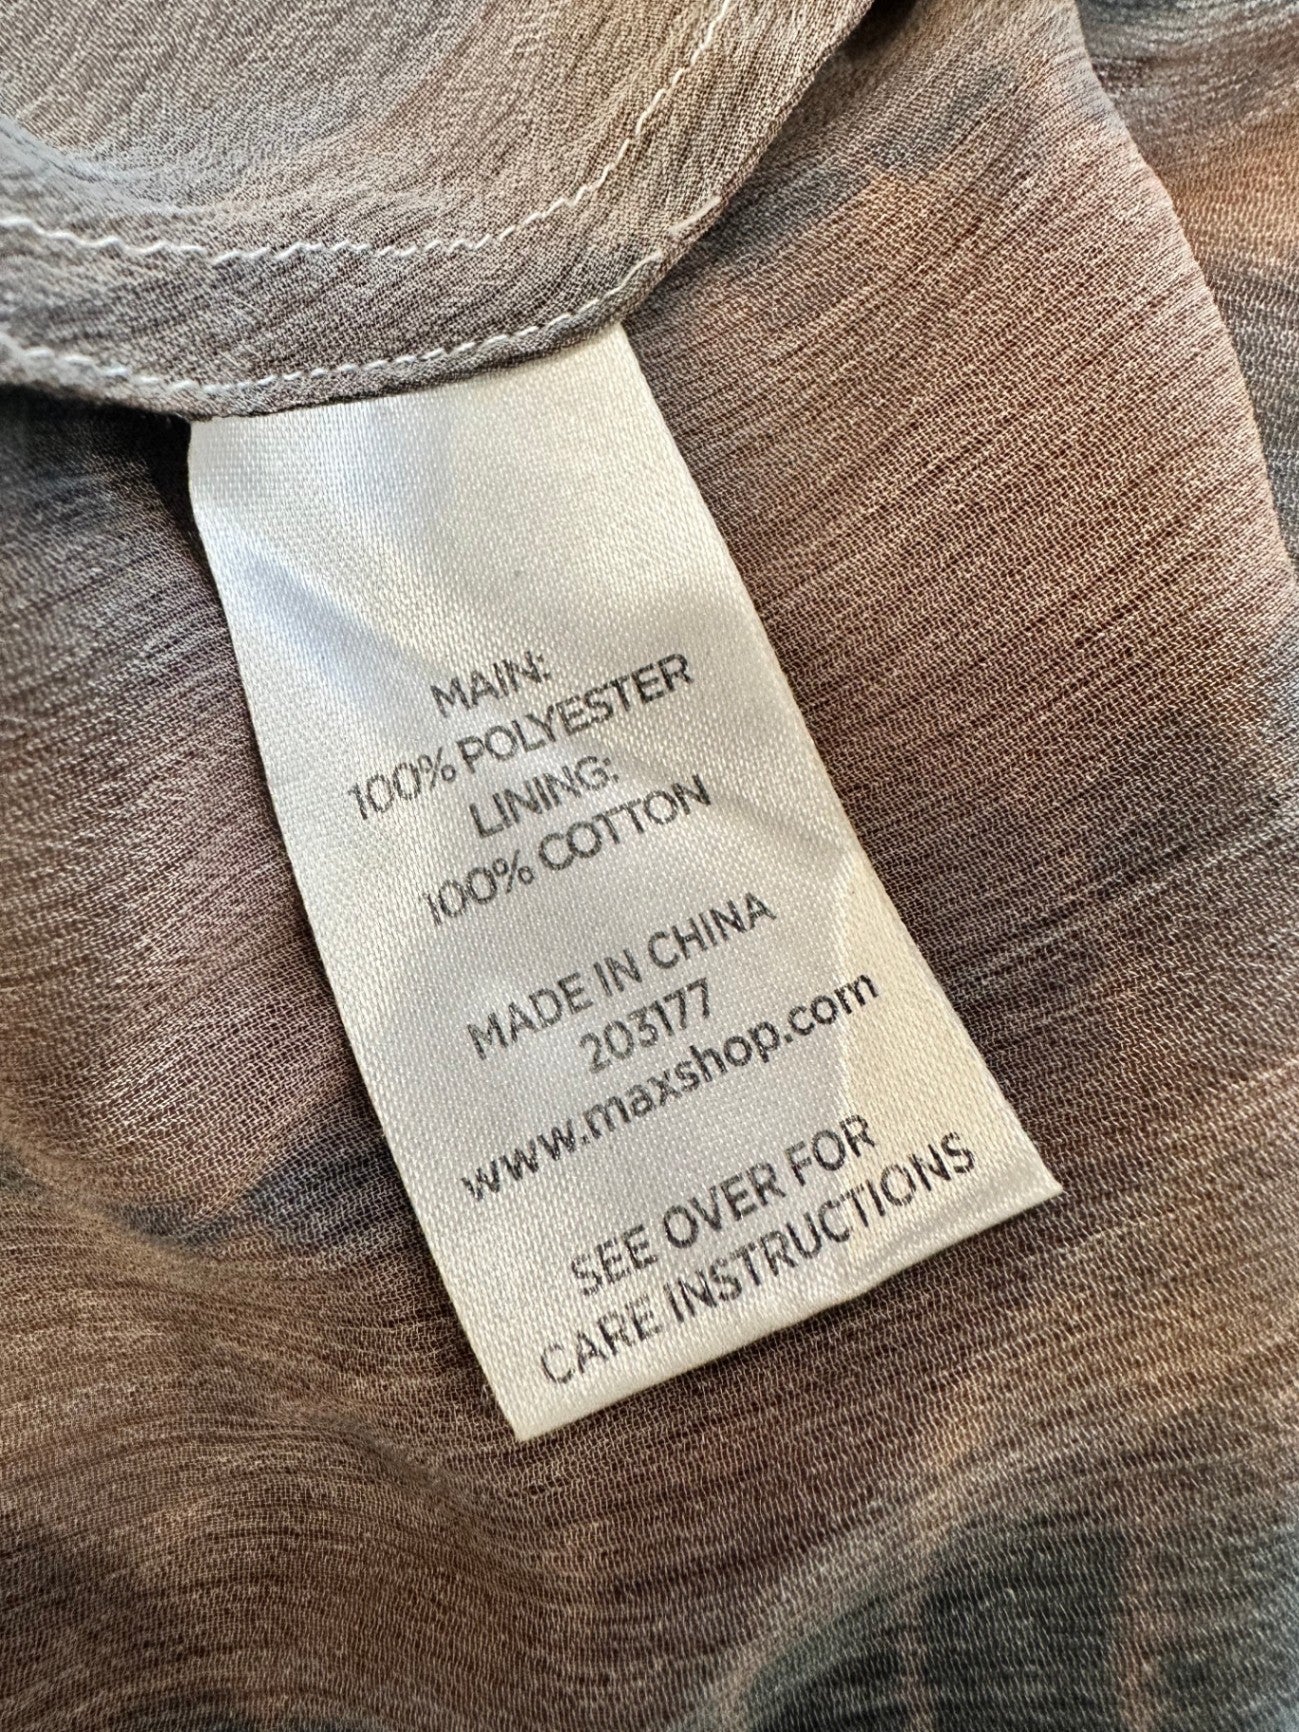 MAIN:
100% POLYESTER
LINING:
100% COTTON
MADE IN CHINA
203177
www.maxshop.com
SEE OVER FOR
CARE INSTRUCTIONS